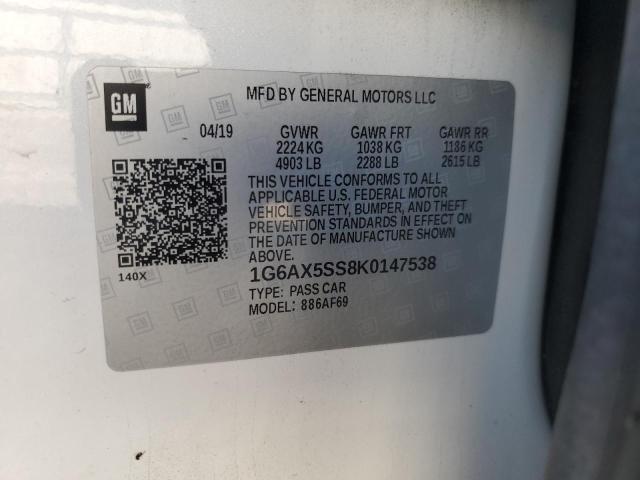 GM
MFD BY GENERAL MOTORS LLC
04/19 GVWR GAWR FRT GAWR RR
2224 KG 1038 KG 1186 KG
4903 LB 2288 LB 2615 LB
THIS VEHICLE CONFORMS TO ALL
APPLICABLE U.S. FEDERAL MOTOR
VEHICLE SAFETY, BUMPER, AND THEFT
PREVENTION STANDARDS IN EFFECT ON
THE DATE OF MANUFACTURE SHOWN
ABOVE.
140X
1G6AX5SS8K0147538
TYPE: PASS CAR
MODEL: 886AF69